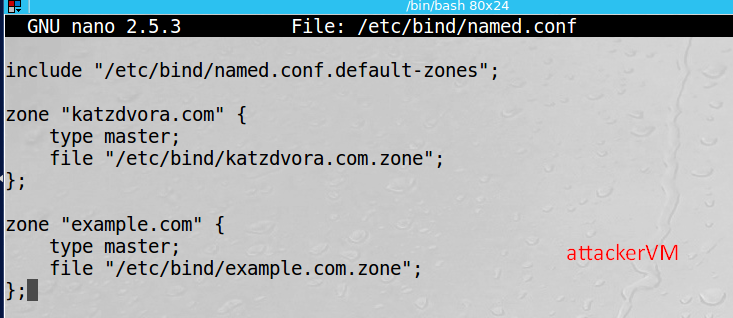 /bin/bash 80x24
GNU nano 2.5.3 File: /etc/bind/named.conf
include "/etc/bind/named.conf.default-zones";
zone "katzdvora.com" {
    type master;
    file "/etc/bind/katzdvora.com.zone";
};
zone "example.com" {
    type master;
    file "/etc/bind/example.com.zone";
};
attackerVM